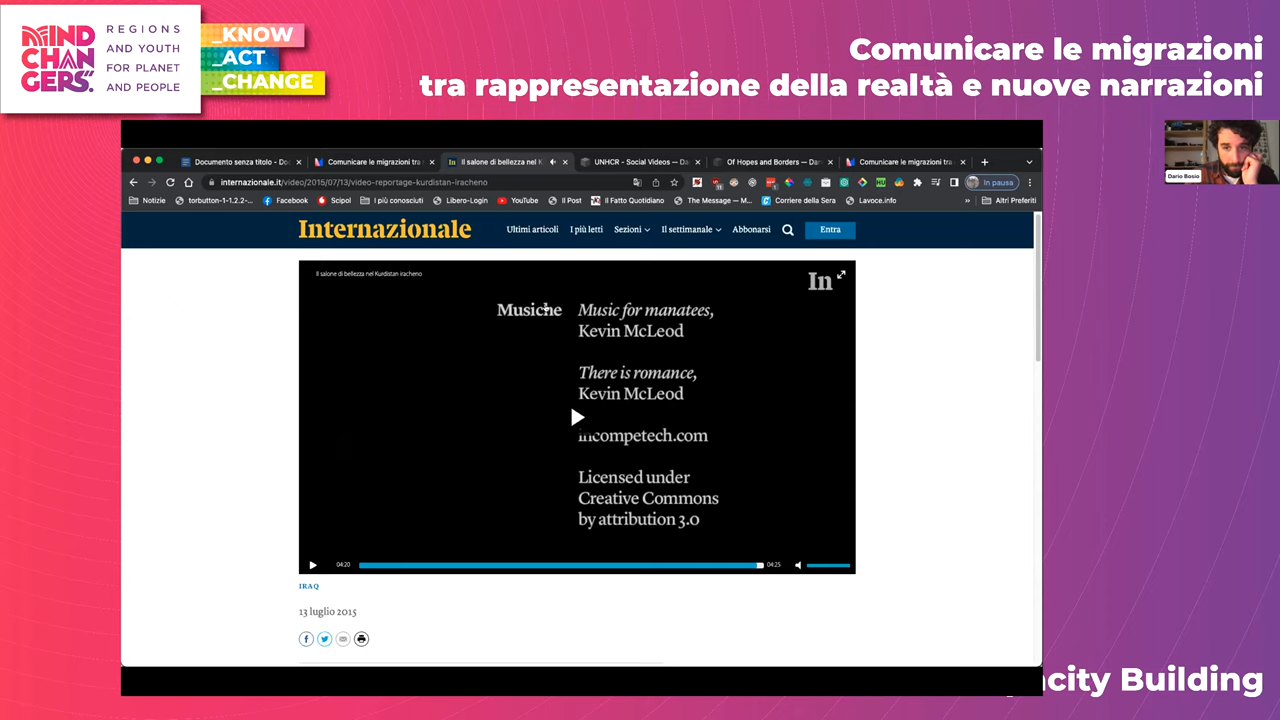 MIND
CHAN
GERS
REGIONS
AND YOUTH
FOR PLANET
AND PEOPLE
_KNOW
_ACT
_CHANGE
Comunicare le migrazioni
tra rappresentazione della realtà e nuove narrazioni
Dario Bosio
Documento senza titolo - Do
Comunicare le migrazioni tra
Il salone di bellezza nel K
UNHCR - Social Videos — Da
Of Hopes and Borders — Dar
Comunicare le migrazioni tra
internazionale.it/video/2015/07/13/video-reportage-kurdistan-iracheno
In pausa
Notizie
torbutton-1-1.2.2-...
Facebook
Scipol
I più conosciuti
Libero-Login
YouTube
Il Post
Il Fatto Quotidiano
The Message — M...
Corriere della Sera
Lavoce.info
»
Altri Preferiti
Internazionale
Ultimi articoli
I più letti
Sezioni
Il settimanale
Abbonarsi
Entra
Il salone di bellezza nel Kurdistan iracheno
In
Musiche
Music for manatees,
Kevin McLeod
There is romance,
Kevin McLeod
incompetech.com
Licensed under
Creative Commons
by attribution 3.0
04:20
04:25
IRAQ
13 luglio 2015
acity Building